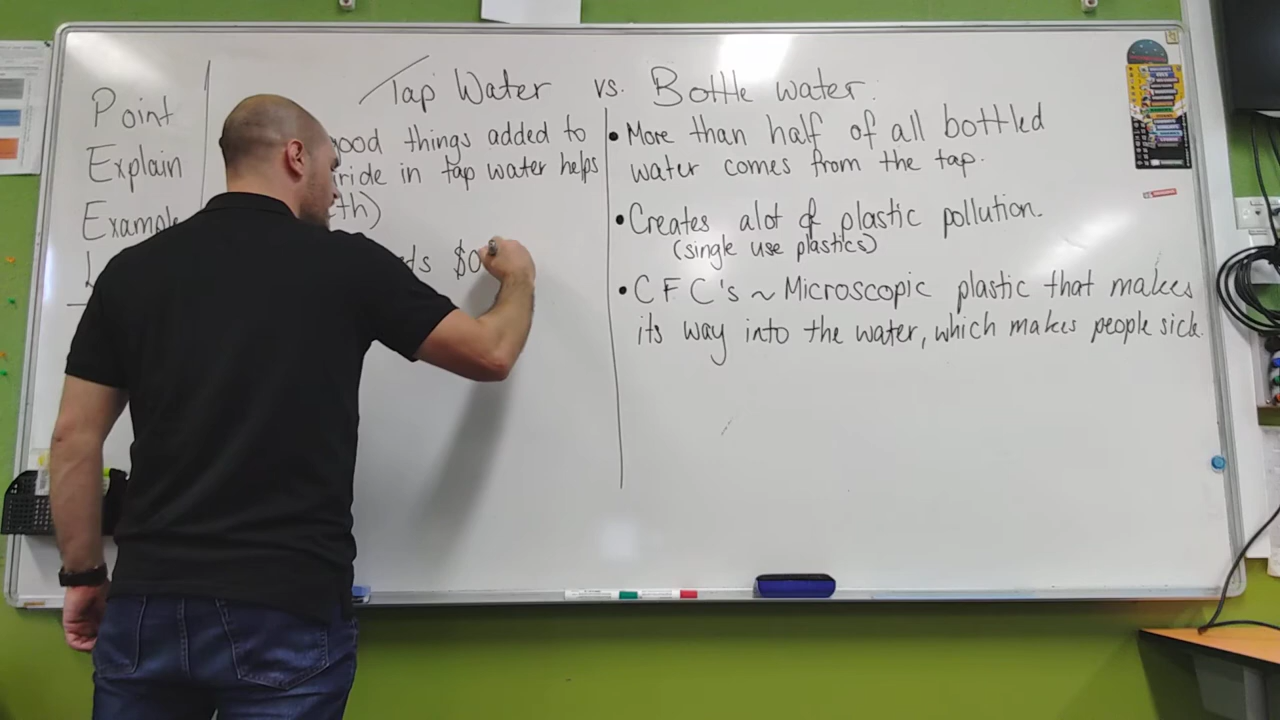 Tap Water vs. Bottle water.
Point
Explain
Example
good things added to
in tap water helps
$0
• More than half of all bottled
water comes from the tap.
• Creates alot of plastic pollution.
(single use plastics)
• CFC's ~ Microscopic plastic that makes
its way into the water, which makes people sick.